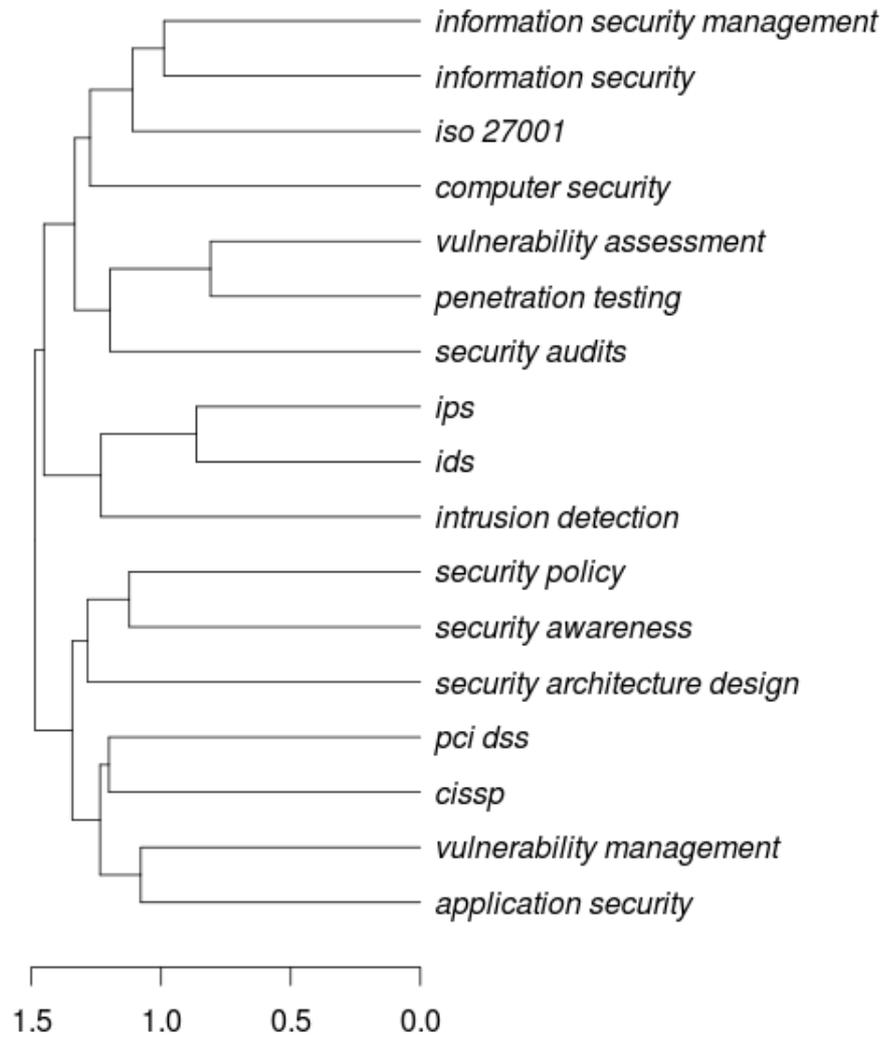 information security management
information security
iso 27001
computer security
vulnerability assessment
penetration testing
security audits
ips
ids
intrusion detection
security policy
security awareness
security architecture design
pci dss
cissp
vulnerability management
application security
1.5 1.0 0.5 0.0